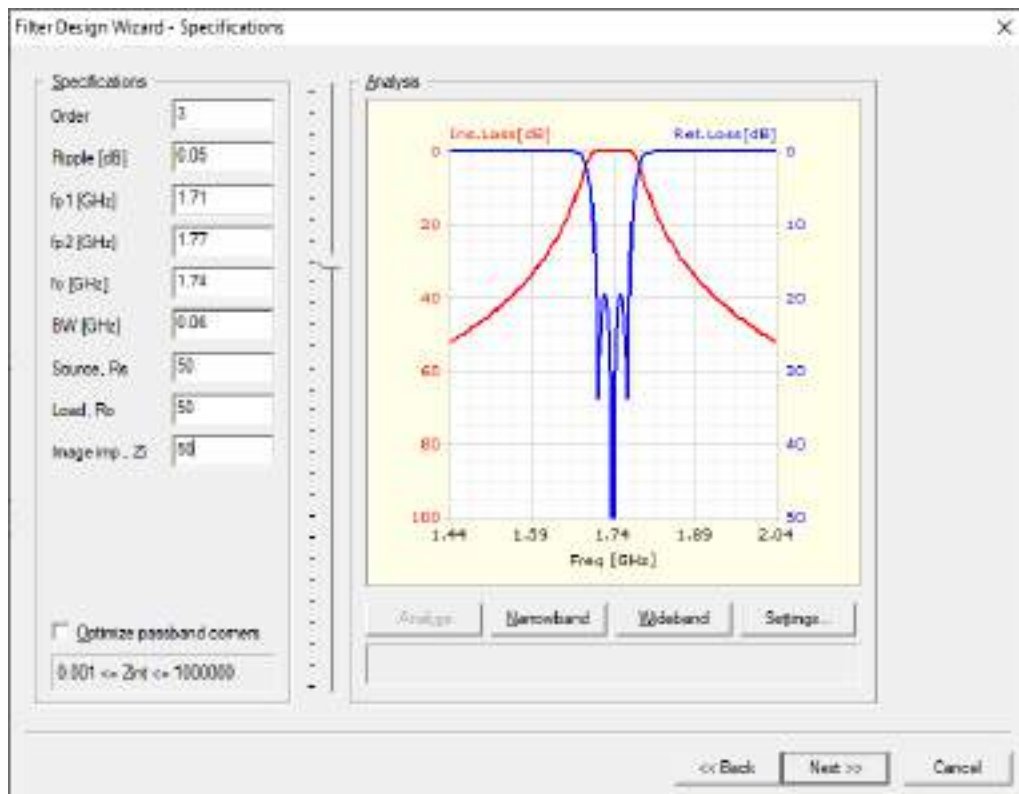 Filter Design Wizard - Specifications
Specifications
Order 3
Ripple [dB] 0.05
fp1 [GHz] 1.71
fp2 [GHz] 1.77
fo [GHz] 1.74
BW [GHz] 0.06
Source, Rs 50
Load, Ro 50
Image imp., Zi 50
Optimize passband corners
0.001 <= Zint <= 1000000
Analysis
Ins.Loss[dB] Ret.Loss[dB]
0 0
20 10
40 20
60 30
80 40
100 50
1.44 1.59 1.74 1.89 2.04
Freq [GHz]
Analyze Narrowband Wideband Settings...
<< Back Next >> Cancel